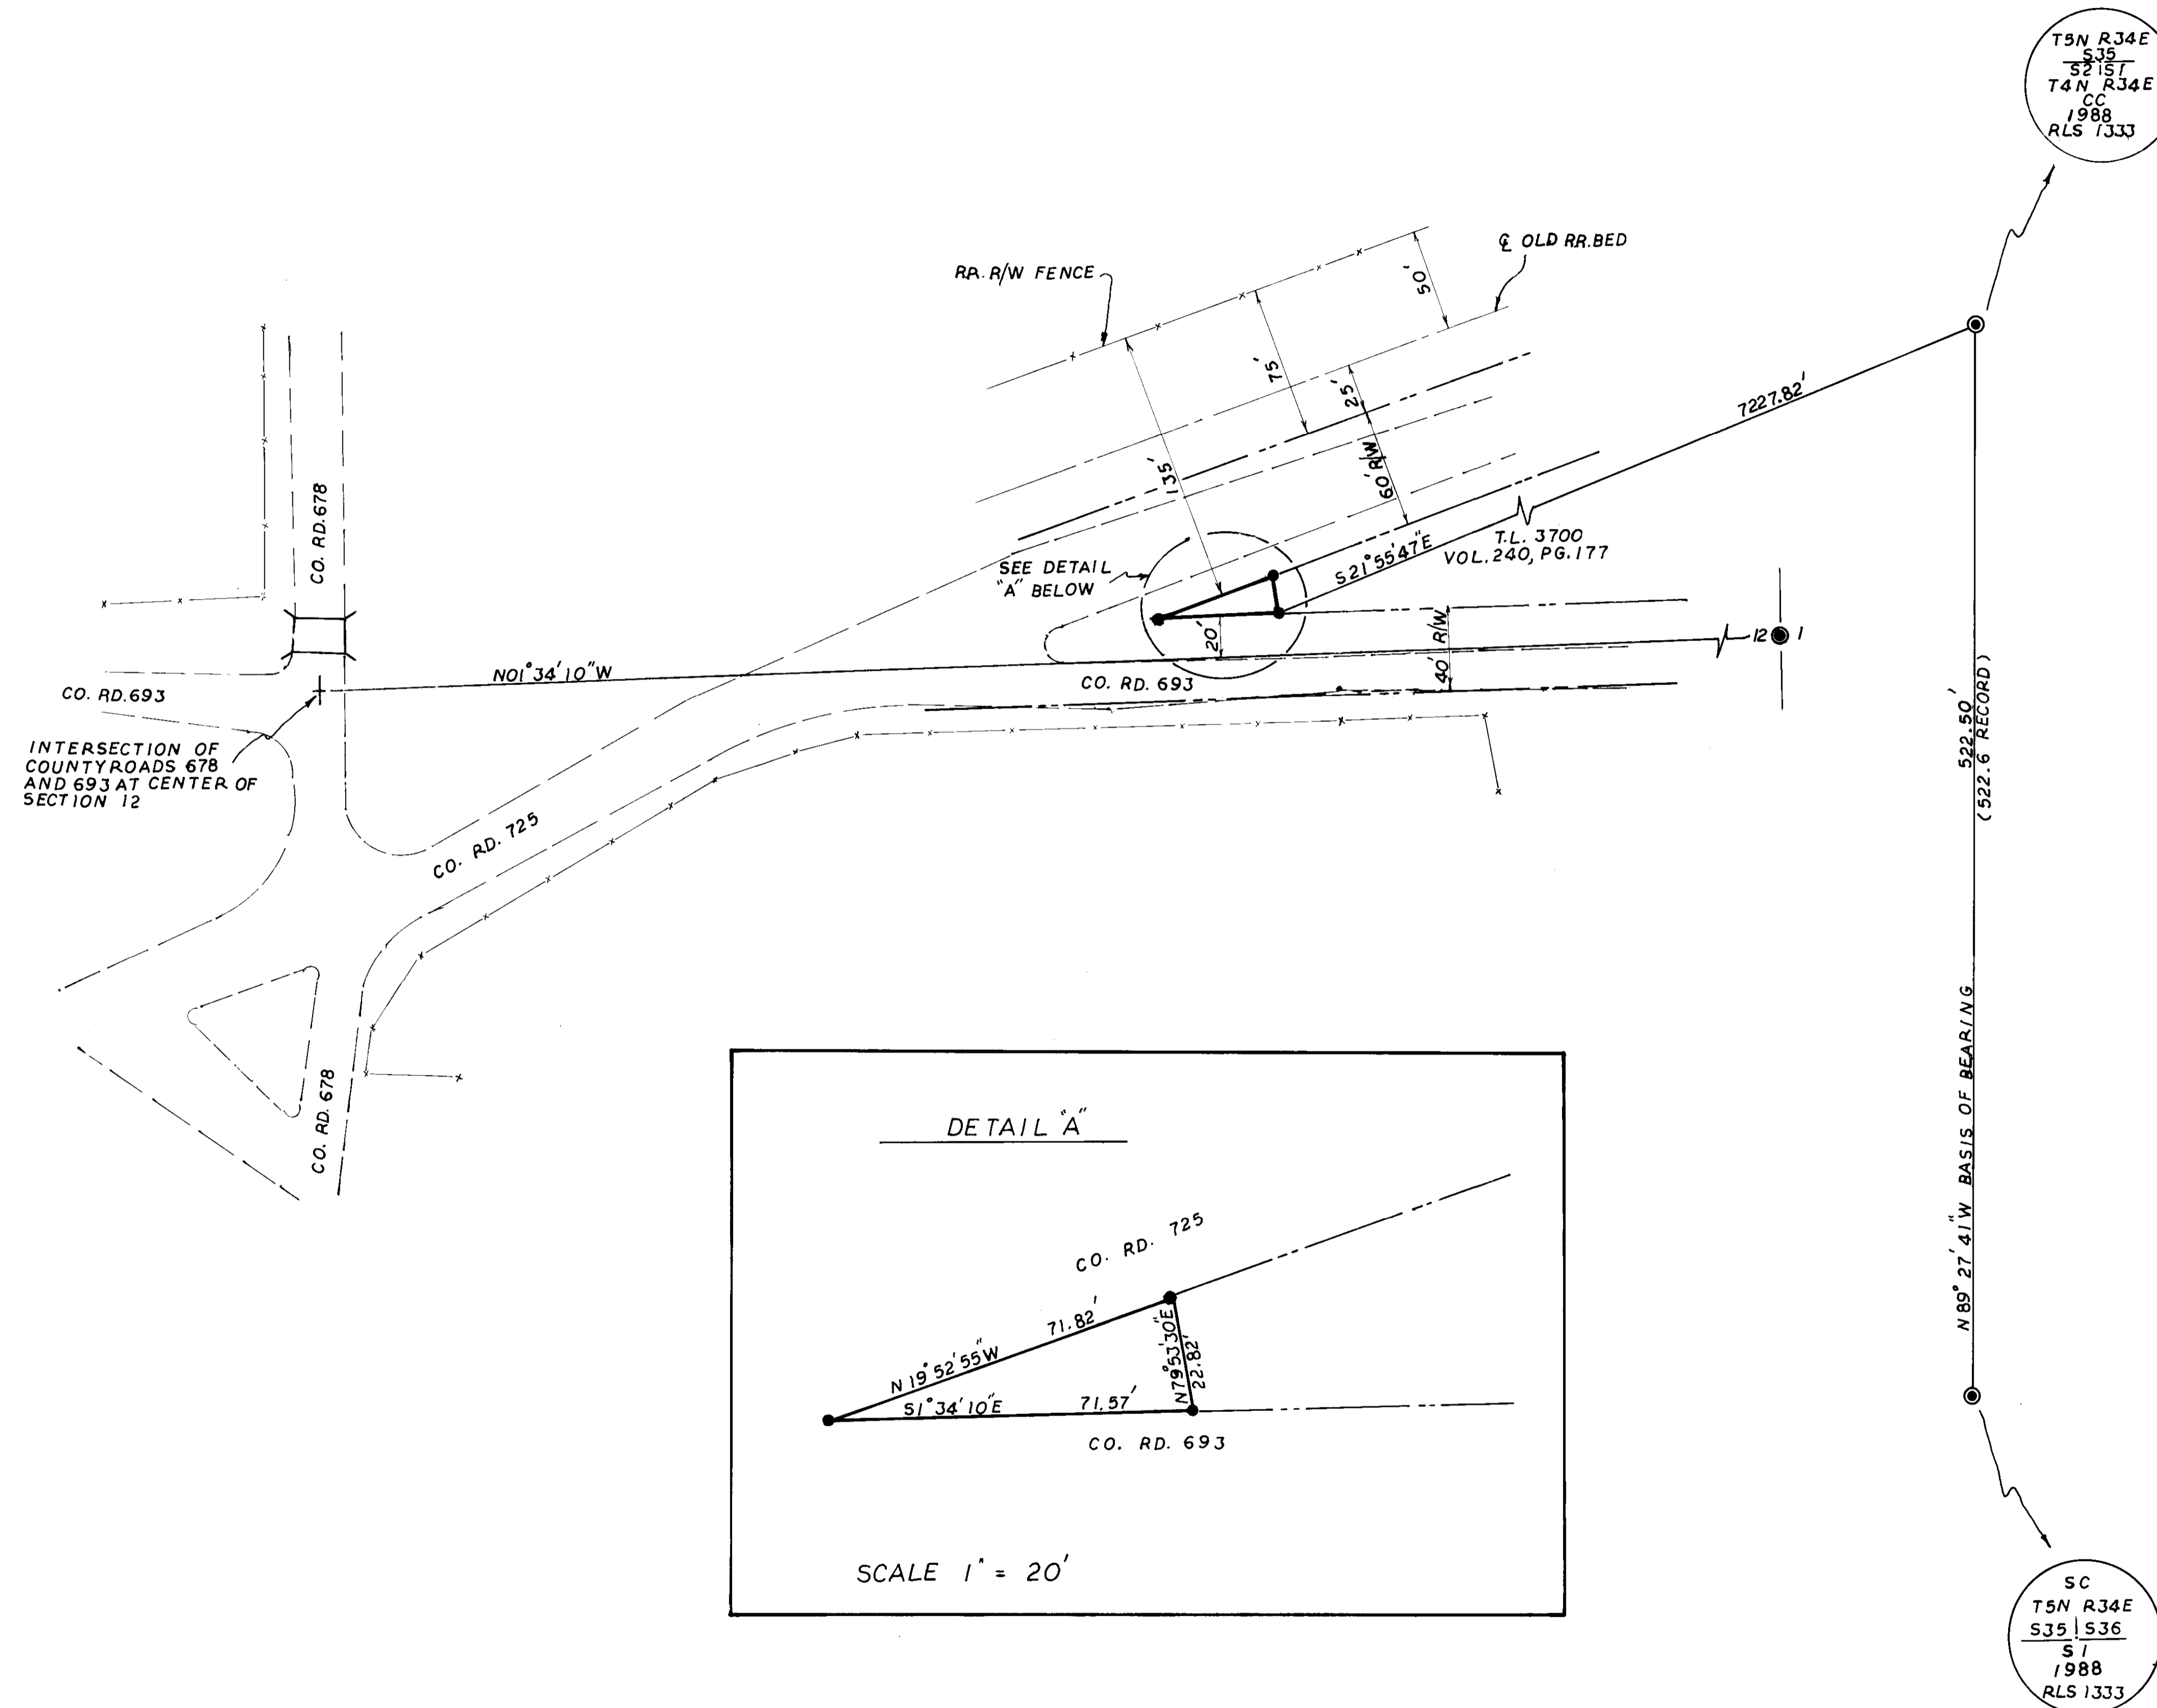 T5N R34E
S35
S2 S1
T4N R34E
CC
1988
RLS 1333
RR. R/W FENCE
℄ OLD RR. BED
50'
75'
25'
135'
60' R/W
7227.82'
CO. RD. 678
SEE DETAIL
"A" BELOW
S21°55'47"E
T.L. 3700
VOL. 240, PG. 177
20'
40' R/W
12 1
N01°34'10"W
CO. RD. 693
CO. RD. 693
INTERSECTION OF
COUNTY ROADS 678
AND 693 AT CENTER OF
SECTION 12
522.50'
(522.6 RECORD)
CO. RD. 725
N89°27'41"W BASIS OF BEARING
CO. RD. 678
DETAIL "A"
CO. RD. 725
71.82'
N19°52'55"W
N79°53'30"E
22.82'
S1°34'10"E
71.57'
CO. RD. 693
SCALE 1" = 20'
SC
T5N R34E
S35 S36
S1
1988
RLS 1333